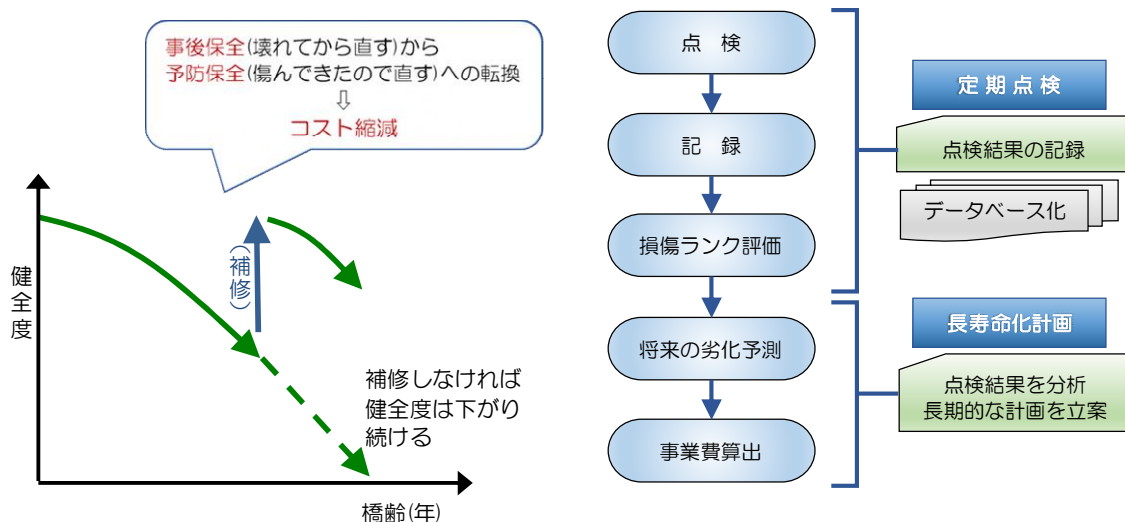 事後保全(壊れてから直す)から
予防保全(傷んできたので直す)への転換
⇩
コスト縮減
健全度
(補修)
補修しなければ
健全度は下がり
続ける
橋齢(年)
点 検
記 録
損傷ランク評価
将来の劣化予測
事業費算出
定期点検
点検結果の記録
データベース化
長寿命化計画
点検結果を分析
長期的な計画を立案